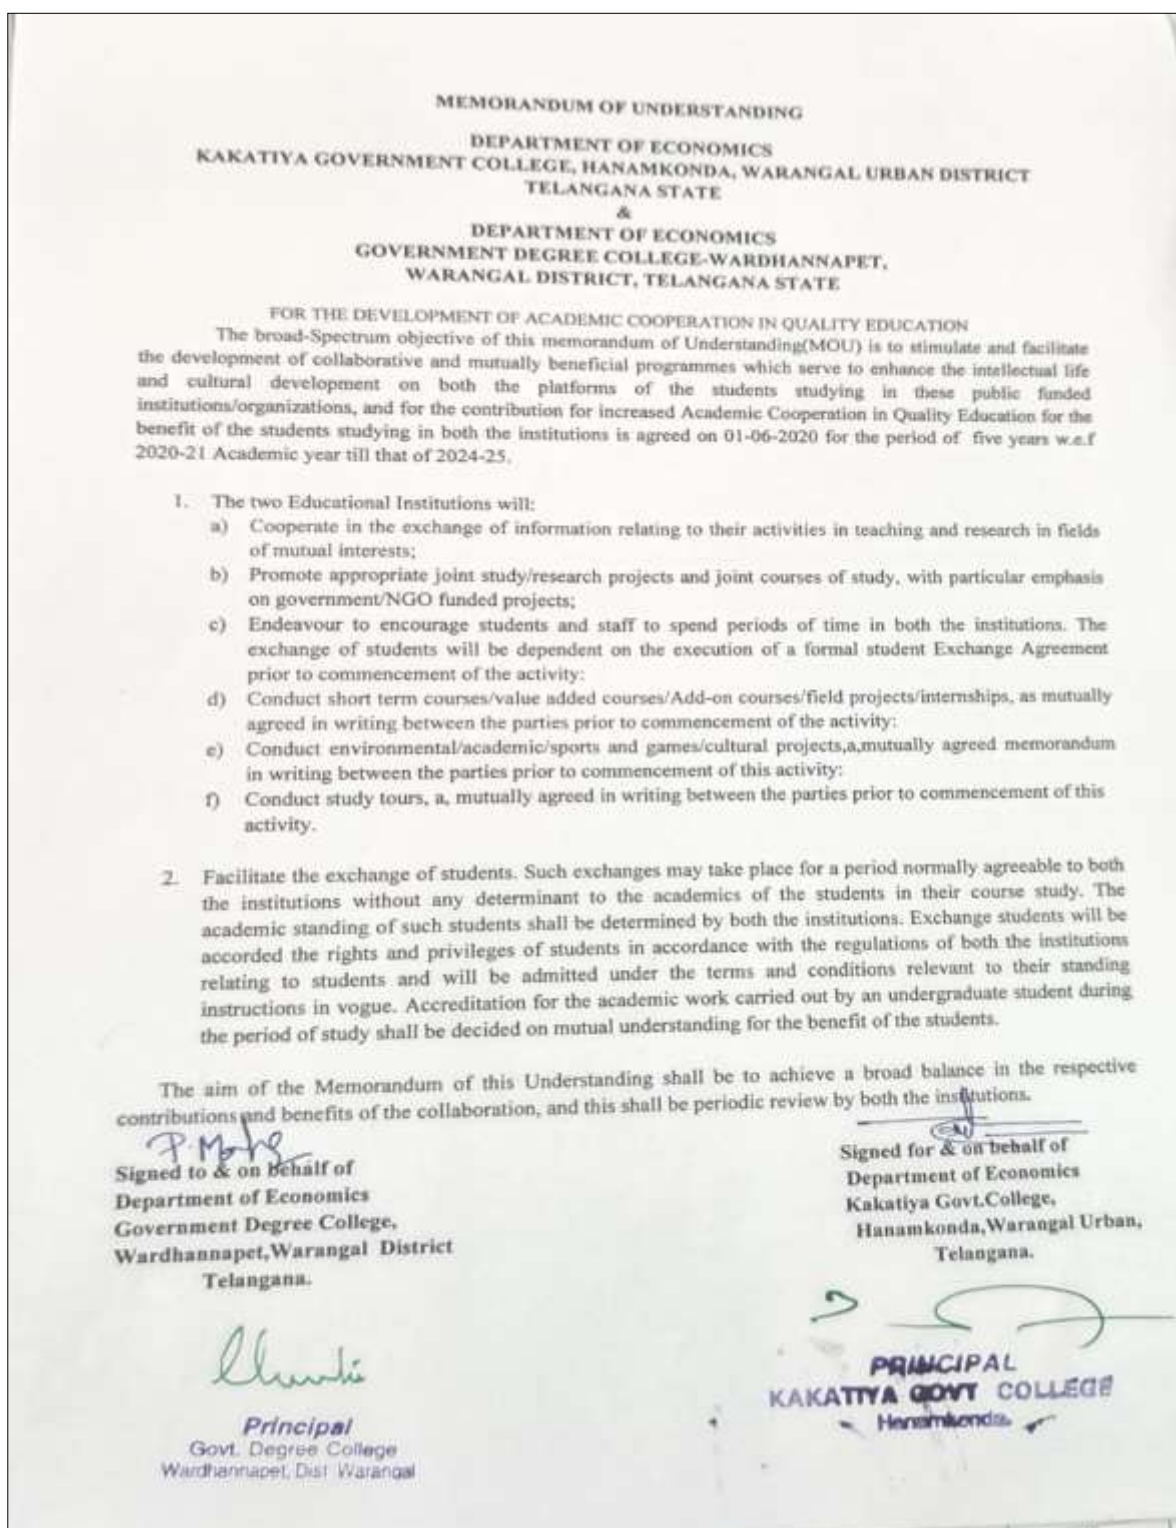 MEMORANDUM OF UNDERSTANDING
DEPARTMENT OF ECONOMICS
KAKATIYA GOVERNMENT COLLEGE, HANAMKONDA, WARANGAL URBAN DISTRICT
TELANGANA STATE
&
DEPARTMENT OF ECONOMICS
GOVERNMENT DEGREE COLLEGE-WARDHANNAPET,
WARANGAL DISTRICT, TELANGANA STATE
FOR THE DEVELOPMENT OF ACADEMIC COOPERATION IN QUALITY EDUCATION
The broad-Spectrum objective of this memorandum of Understanding(MOU) is to stimulate and facilitate
the development of collaborative and mutually beneficial programmes which serve to enhance the intellectual life
and cultural development on both the platforms of the students studying in these public funded
institutions/organizations, and for the contribution for increased Academic Cooperation in Quality Education for the
benefit of the students studying in both the institutions is agreed on 01-06-2020 for the period of five years w.e.f
2020-21 Academic year till that of 2024-25.
1. The two Educational Institutions will:
a) Cooperate in the exchange of information relating to their activities in teaching and research in fields
of mutual interests;
b) Promote appropriate joint study/research projects and joint courses of study, with particular emphasis
on government/NGO funded projects;
c) Endeavour to encourage students and staff to spend periods of time in both the institutions. The
exchange of students will be dependent on the execution of a formal student Exchange Agreement
prior to commencement of the activity:
d) Conduct short term courses/value added courses/Add-on courses/field projects/internships, as mutually
agreed in writing between the parties prior to commencement of the activity:
e) Conduct environmental/academic/sports and games/cultural projects,a,mutually agreed memorandum
in writing between the parties prior to commencement of this activity:
f) Conduct study tours, a, mutually agreed in writing between the parties prior to commencement of this
activity.
2. Facilitate the exchange of students. Such exchanges may take place for a period normally agreeable to both
the institutions without any determinant to the academics of the students in their course study. The
academic standing of such students shall be determined by both the institutions. Exchange students will be
accorded the rights and privileges of students in accordance with the regulations of both the institutions
relating to students and will be admitted under the terms and conditions relevant to their standing
instructions in vogue. Accreditation for the academic work carried out by an undergraduate student during
the period of study shall be decided on mutual understanding for the benefit of the students.
The aim of the Memorandum of this Understanding shall be to achieve a broad balance in the respective
contributions and benefits of the collaboration, and this shall be periodic review by both the institutions.
Signed to & on behalf of
Department of Economics
Government Degree College,
Wardhannapet,Warangal District
Telangana.
Signed for & on behalf of
Department of Economics
Kakatiya Govt.College,
Hanamkonda,Warangal Urban,
Telangana.
Principal
Govt. Degree College
Wardhannapet, Dist Warangal
PRINCIPAL
KAKATIYA GOVT COLLEGE
Hanamkonda